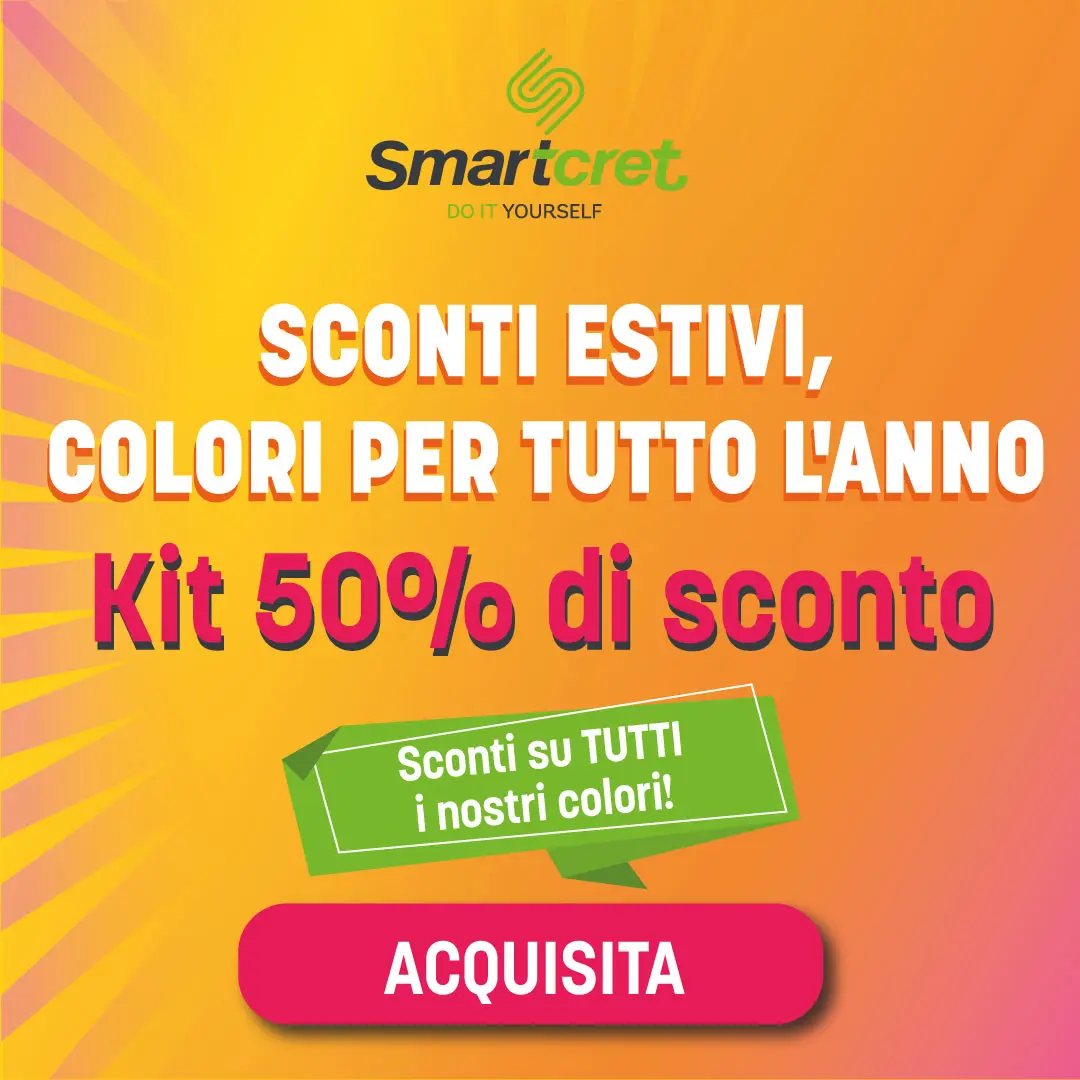 Smartcret
DO IT YOURSELF
SCONTI ESTIVI,
COLORI PER TUTTO L'ANNO
Kit 50% di sconto
Sconti su TUTTI
i nostri colori!
ACQUISITA